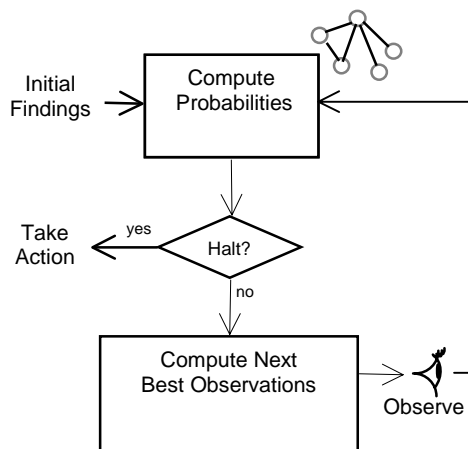 Initial
Findings
Compute
Probabilities
Take
Action
yes
Halt?
no
Compute Next
Best Observations
Observe